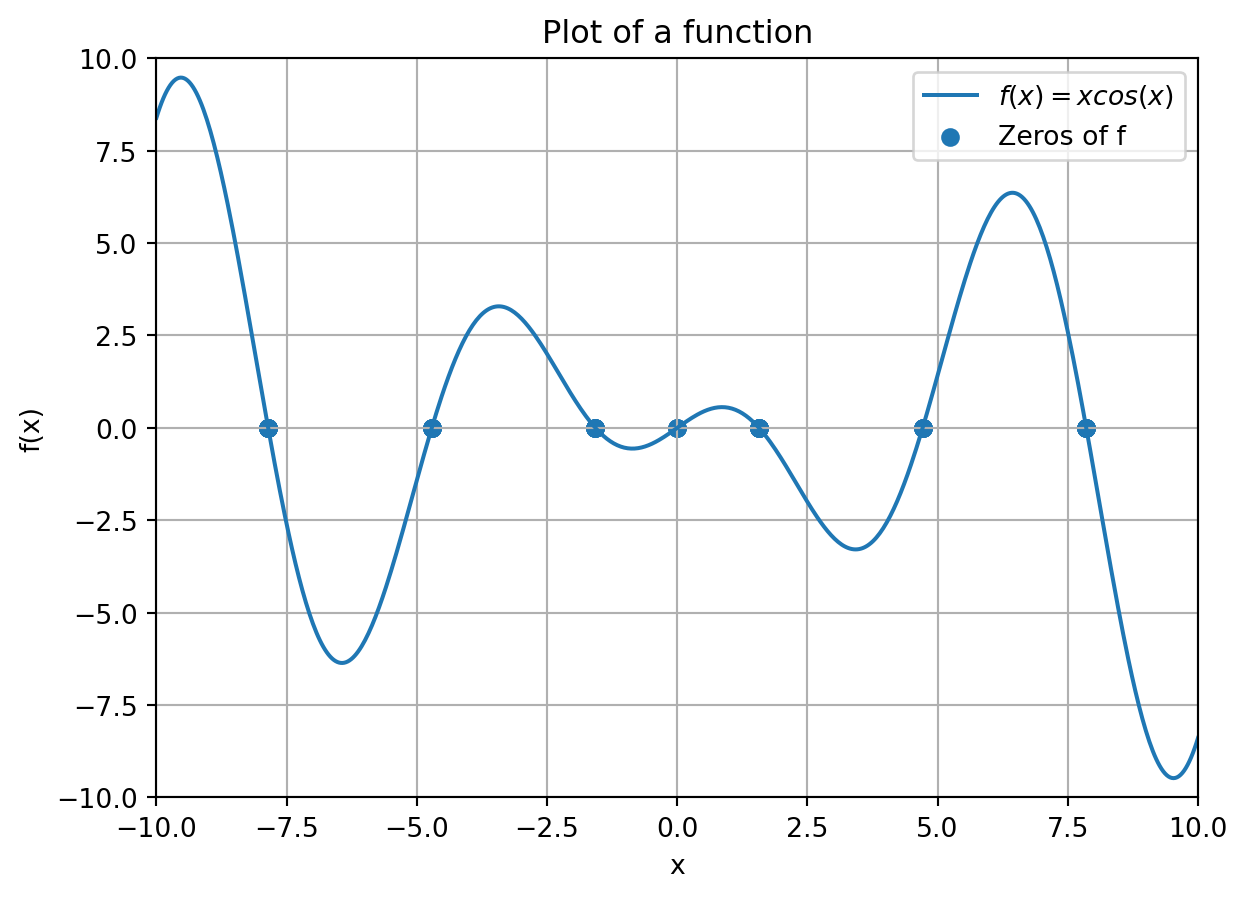 Plot of a function
f(x) = xcos(x)
Zeros of f
10.0
7.5
5.0
2.5
0.0
−2.5
−5.0
−7.5
−10.0
f(x)
−10.0 −7.5 −5.0 −2.5 0.0 2.5 5.0 7.5 10.0
x